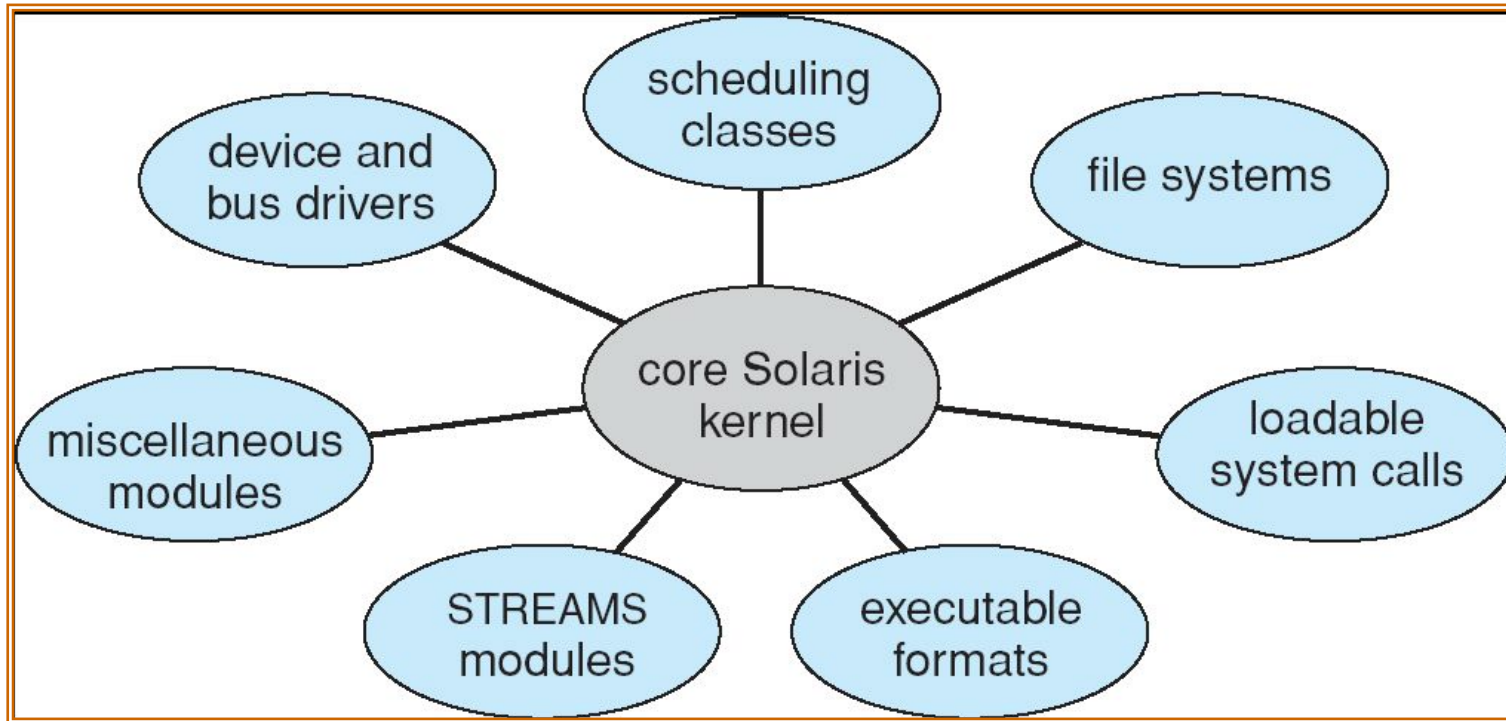 scheduling
classes
device and
bus drivers
file systems
core Solaris
kernel
miscellaneous
modules
loadable
system calls
STREAMS
modules
executable
formats